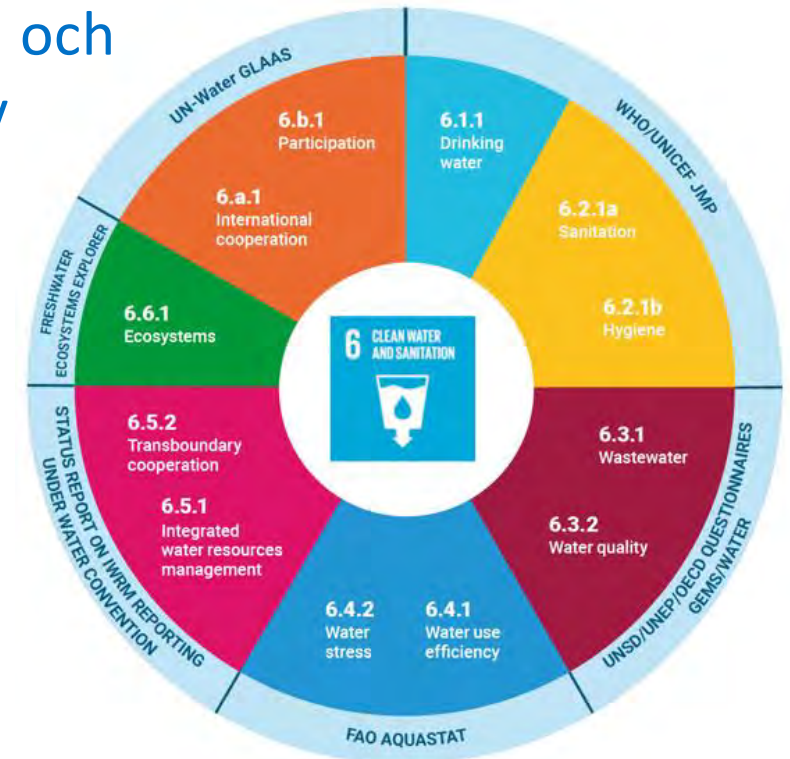 och
UN-Water GLAAS
WHO/UNICEF JMP
6.b.1
Participation
6.1.1
Drinking
water
6.a.1
International
cooperation
6.2.1a
Sanitation
6.2.1b
Hygiene
FRESHWATER
ECOSYSTEMS EXPLORER
6.6.1
Ecosystems
6 CLEAN WATER
AND SANITATION
6.5.2
Transboundary
cooperation
6.5.1
Integrated
water resources
management
6.3.1
Wastewater
6.3.2
Water quality
6.4.2
Water
stress
6.4.1
Water use
efficiency
STATUS REPORT ON IWRM REPORTING
UNDER WATER CONVENTION
UNSD/UNEP/OECD QUESTIONNAIRES
GEMS/WATER
FAO AQUASTAT